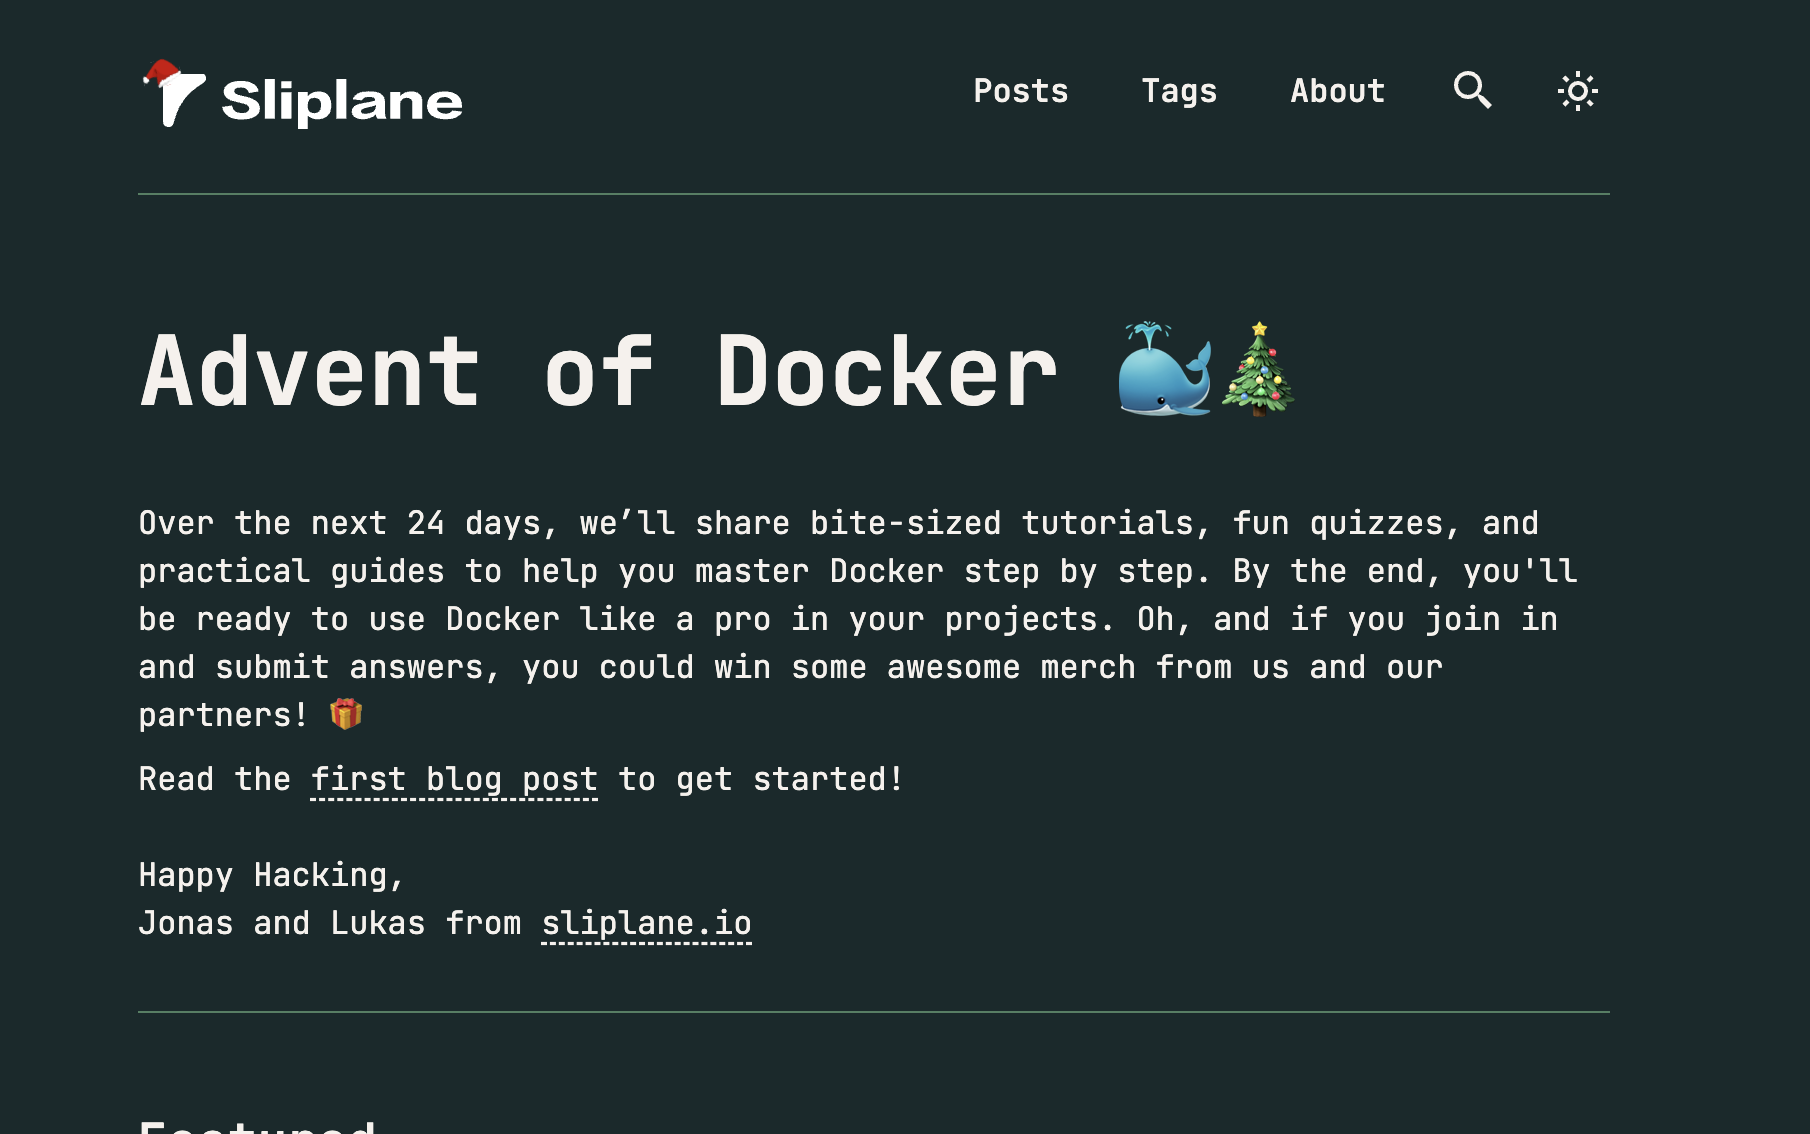 Sliplane
Posts Tags About
Advent of Docker 🐳🎄
Over the next 24 days, we’ll share bite-sized tutorials, fun quizzes, and
practical guides to help you master Docker step by step. By the end, you'll
be ready to use Docker like a pro in your projects. Oh, and if you join in
and submit answers, you could win some awesome merch from us and our
partners! 🎁
Read the first blog post to get started!
Happy Hacking,
Jonas and Lukas from sliplane.io
Featured